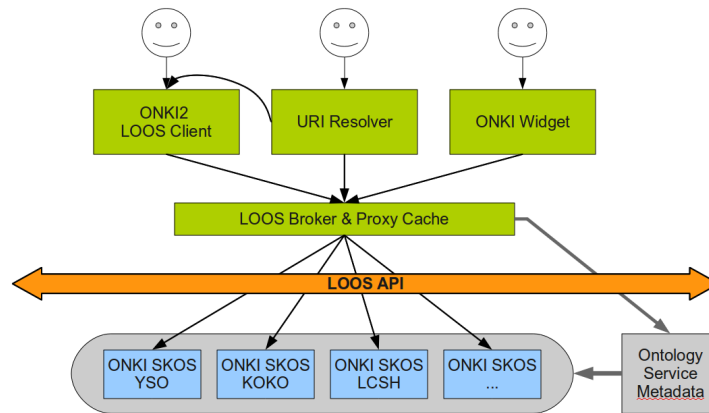 ONKI2
LOOS Client
URI Resolver
ONKI Widget
LOOS Broker & Proxy Cache
LOOS API
ONKI SKOS
YSO
ONKI SKOS
KOKO
ONKI SKOS
LCSH
ONKI SKOS
...
Ontology
Service
Metadata